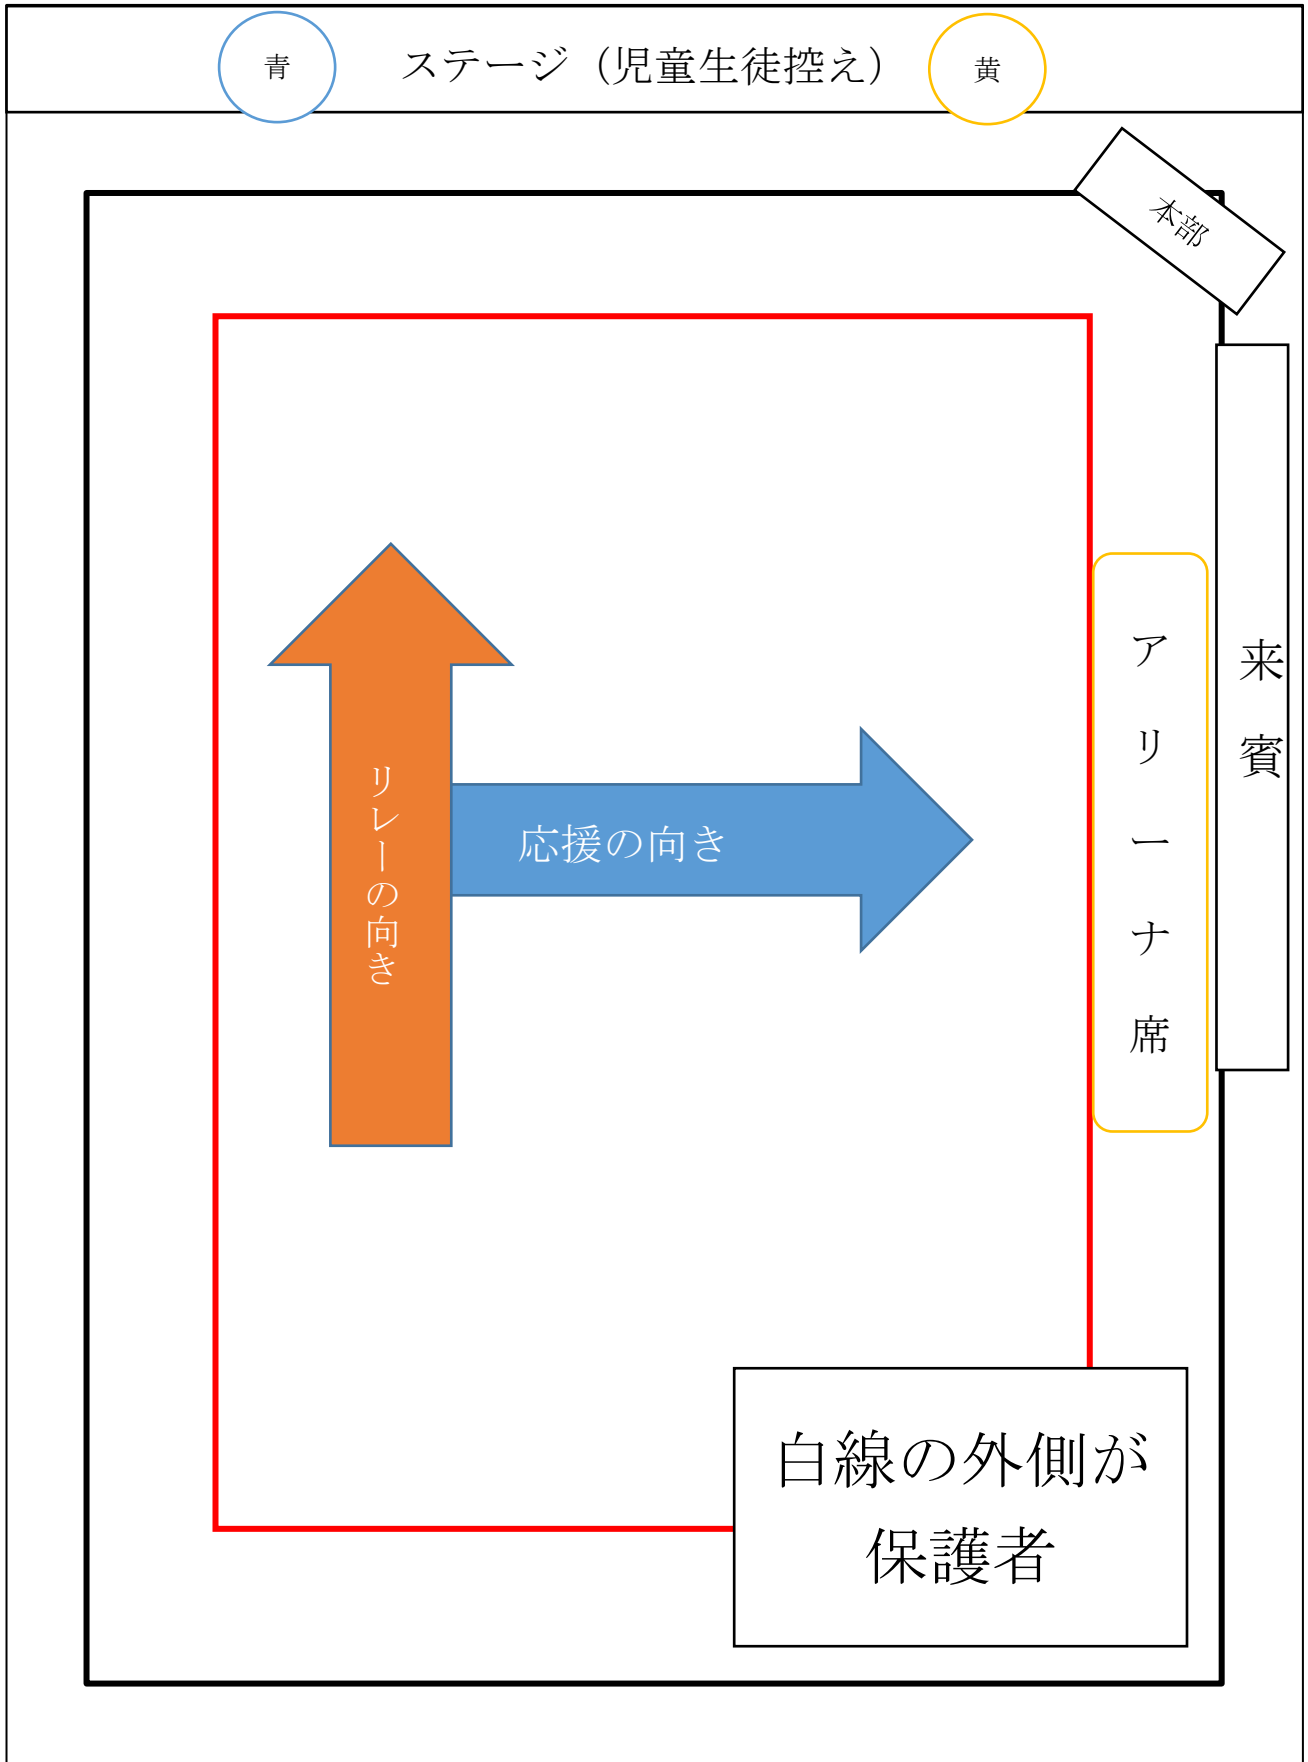 青
ステージ（児童生徒控え）
黄
本部
来賓
アリーナ席
リレーの向き
応援の向き
白線の外側が
保護者